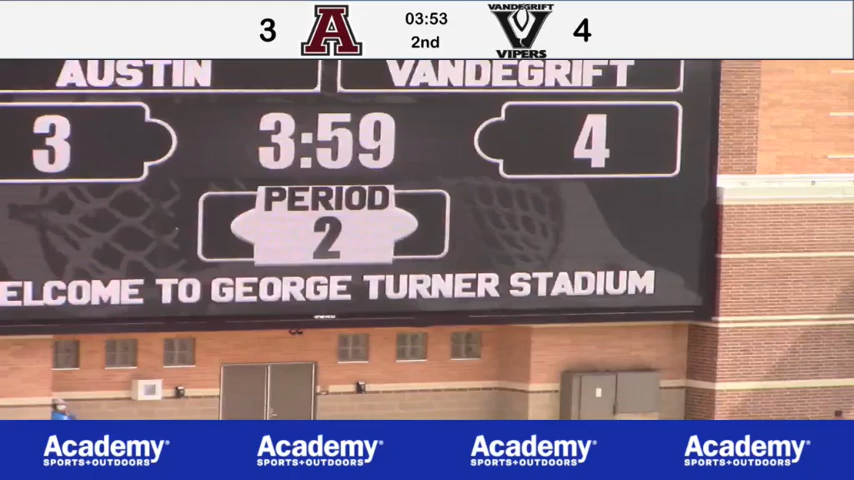 3 A 03:53 2nd VANDEGRIFT V VIPERS 4
AUSTIN VANDEGRIFT
3 3:59 4
PERIOD
2
ELCOME TO GEORGE TURNER STADIUM
Academy Academy Academy Academy
SPORTS+OUTDOORS SPORTS+OUTDOORS SPORTS+OUTDOORS SPORTS+OUTDOORS